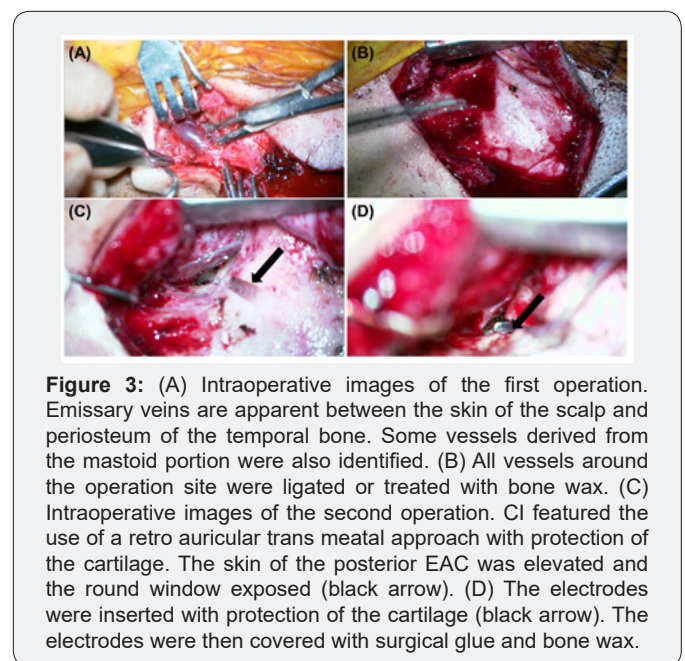 (A)
(B)
(C)
(D)
Figure 3: (A) Intraoperative images of the first operation.
Emissary veins are apparent between the skin of the scalp and
periosteum of the temporal bone. Some vessels derived from
the mastoid portion were also identified. (B) All vessels around
the operation site were ligated or treated with bone wax. (C)
Intraoperative images of the second operation. CI featured the
use of a retro auricular trans meatal approach with protection of
the cartilage. The skin of the posterior EAC was elevated and
the round window exposed (black arrow). (D) The electrodes
were inserted with protection of the cartilage (black arrow). The
electrodes were then covered with surgical glue and bone wax.